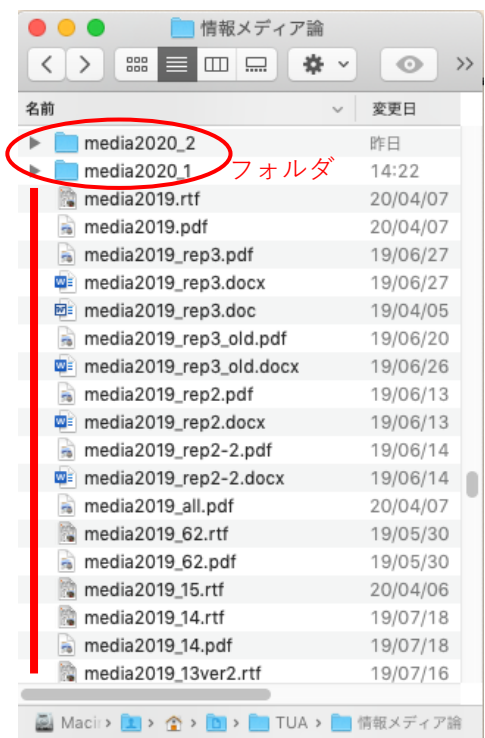 情報メディア論
名前 変更日
media2020_2 昨日
media2020_1 14:22
フォルダ
media2019.rtf 20/04/07
media2019.pdf 20/04/07
media2019_rep3.pdf 19/06/27
media2019_rep3.docx 19/06/27
media2019_rep3.doc 19/04/05
media2019_rep3_old.pdf 19/06/20
media2019_rep3_old.docx 19/06/26
media2019_rep2.pdf 19/06/13
media2019_rep2.docx 19/06/13
media2019_rep2-2.pdf 19/06/14
media2019_rep2-2.docx 19/06/14
media2019_all.pdf 20/04/07
media2019_62.rtf 19/05/30
media2019_62.pdf 19/05/30
media2019_15.rtf 20/04/06
media2019_14.rtf 19/07/18
media2019_14.pdf 19/07/18
media2019_13ver2.rtf 19/07/16
Maci › › › › TUA › 情報メディア論